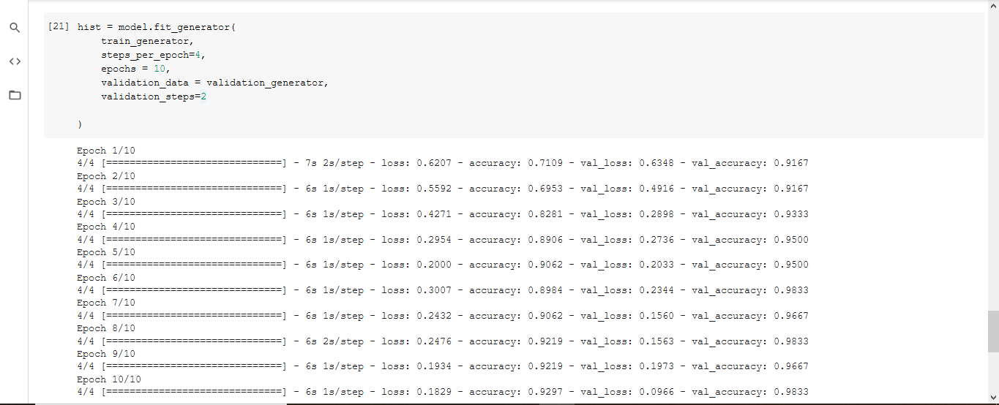 [21] hist = model.fit_generator(
train_generator,
steps_per_epoch=4,
epochs = 10,
validation_data = validation_generator,
validation_steps=2
)
Epoch 1/10
4/4 [==============================] - 7s 2s/step - loss: 0.6207 - accuracy: 0.7109 - val_loss: 0.6348 - val_accuracy: 0.9167
Epoch 2/10
4/4 [==============================] - 6s 1s/step - loss: 0.5592 - accuracy: 0.6953 - val_loss: 0.4916 - val_accuracy: 0.9167
Epoch 3/10
4/4 [==============================] - 6s 1s/step - loss: 0.4271 - accuracy: 0.8281 - val_loss: 0.2898 - val_accuracy: 0.9333
Epoch 4/10
4/4 [==============================] - 6s 1s/step - loss: 0.2954 - accuracy: 0.8906 - val_loss: 0.2736 - val_accuracy: 0.9500
Epoch 5/10
4/4 [==============================] - 6s 1s/step - loss: 0.2000 - accuracy: 0.9062 - val_loss: 0.2033 - val_accuracy: 0.9500
Epoch 6/10
4/4 [==============================] - 6s 1s/step - loss: 0.3007 - accuracy: 0.8984 - val_loss: 0.2344 - val_accuracy: 0.9833
Epoch 7/10
4/4 [==============================] - 6s 1s/step - loss: 0.2432 - accuracy: 0.9062 - val_loss: 0.1560 - val_accuracy: 0.9667
Epoch 8/10
4/4 [==============================] - 6s 2s/step - loss: 0.2476 - accuracy: 0.9219 - val_loss: 0.1563 - val_accuracy: 0.9833
Epoch 9/10
4/4 [==============================] - 6s 1s/step - loss: 0.1934 - accuracy: 0.9219 - val_loss: 0.1973 - val_accuracy: 0.9667
Epoch 10/10
4/4 [==============================] - 6s 1s/step - loss: 0.1829 - accuracy: 0.9297 - val_loss: 0.0966 - val_accuracy: 0.9833